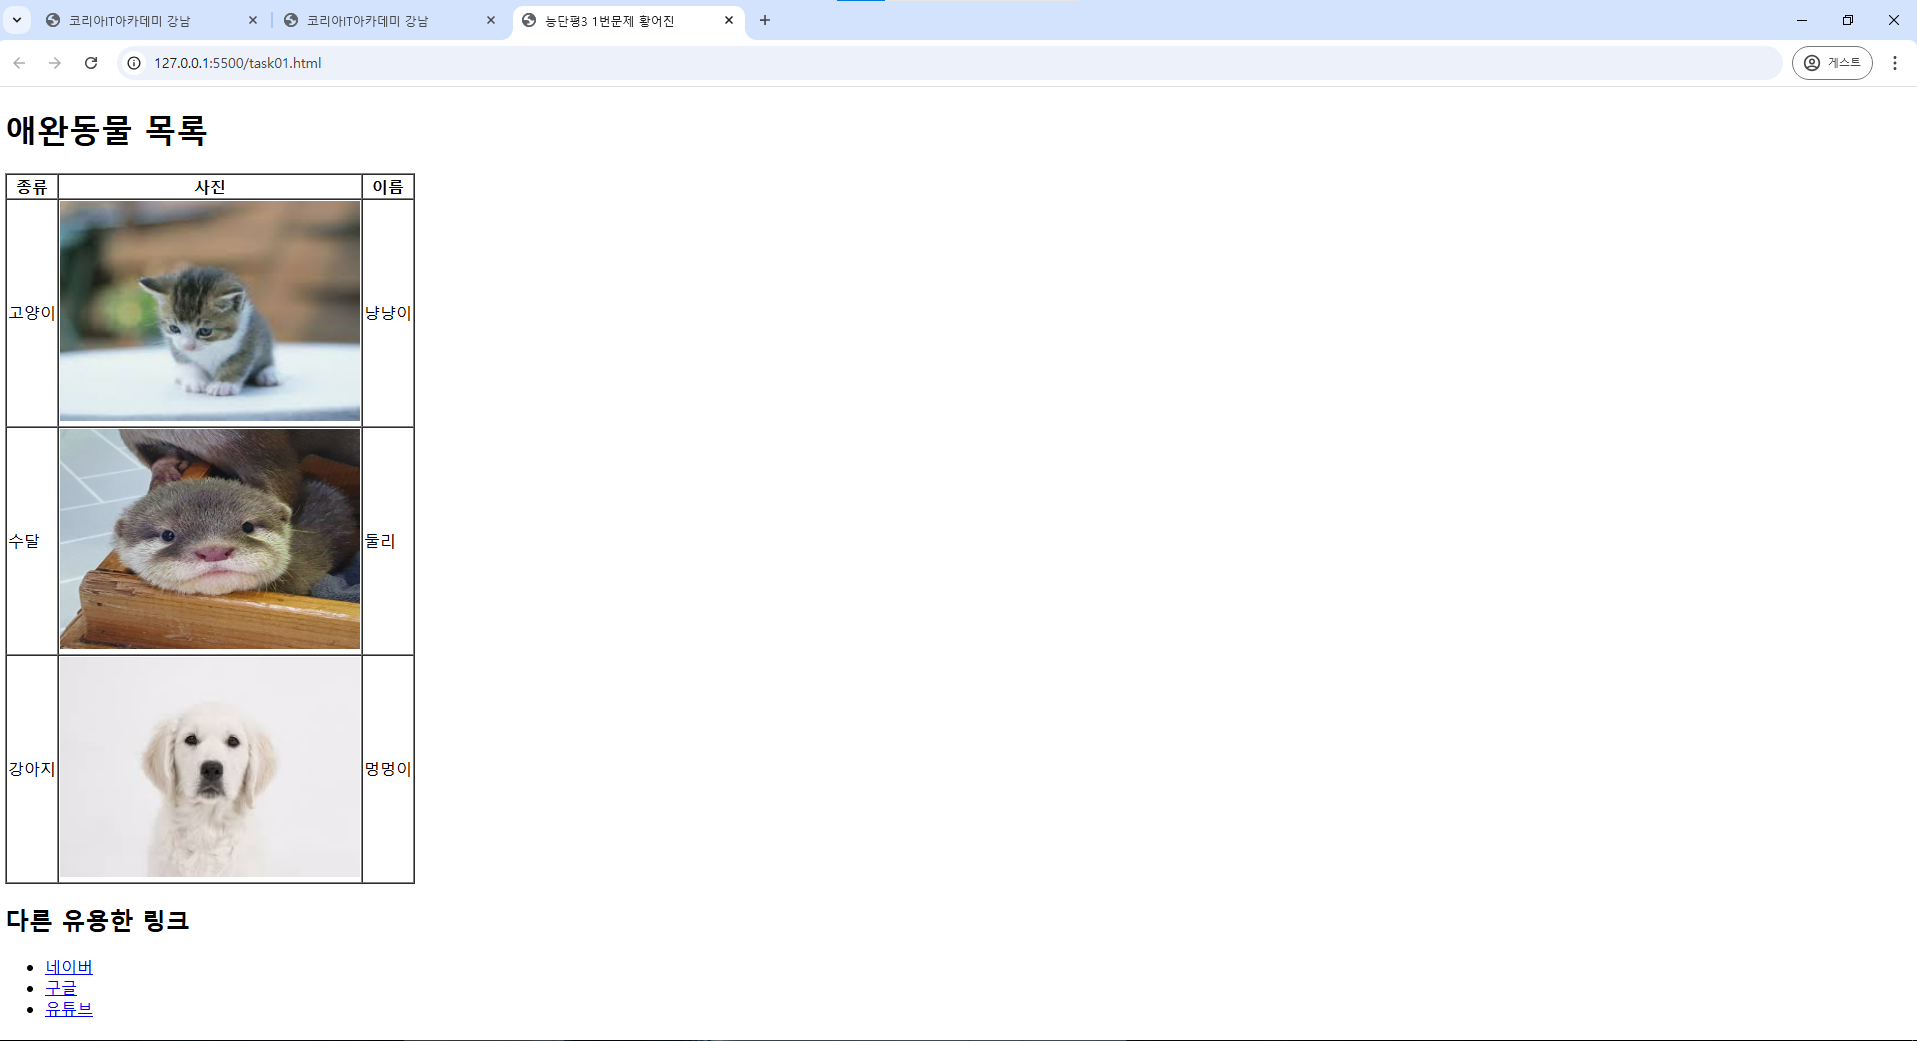 코리아IT아카데미 강남
코리아IT아카데미 강남
능단평3 1번문제 황어진
127.0.0.1:5500/task01.html
게스트
애완동물 목록
종류 사진 이름
고양이 냥냥이
수달 둘리
강아지 멍멍이
다른 유용한 링크
네이버
구글
유튜브